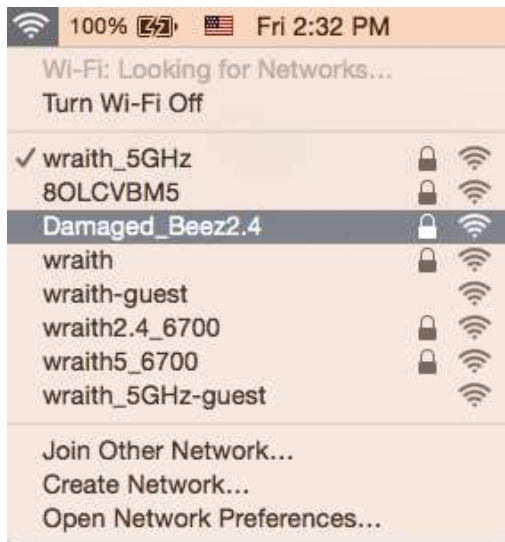 100% Fri 2:32 PM
Wi-Fi: Looking for Networks...
Turn Wi-Fi Off
wraith_5GHz
8OLCVBM5
Damaged_Beez2.4
wraith
wraith-guest
wraith2.4_6700
wraith5_6700
wraith_5GHz-guest
Join Other Network...
Create Network...
Open Network Preferences...